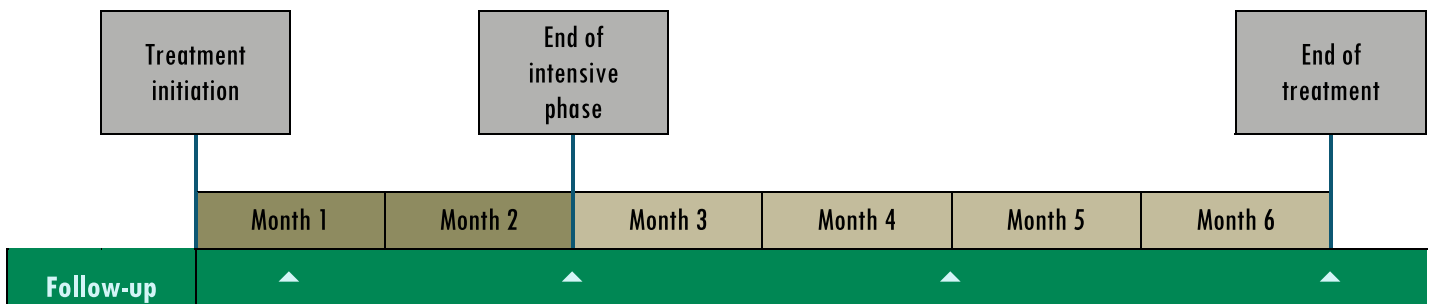 Treatment
initiation
End of
intensive
phase
End of
treatment
Month 1
Month 2
Month 3
Month 4
Month 5
Month 6
Follow-up